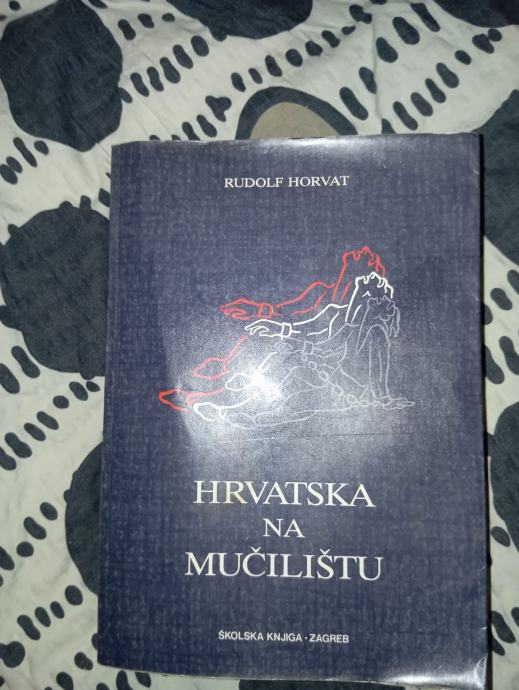 RUDOLF HORVAT
HRVATSKA
NA
MUČILIŠTU
ŠKOLSKA KNJIGA · ZAGREB